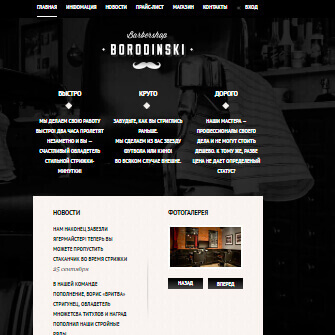 ГЛАВНАЯ ИНФОМАЦИЯ НОВОСТИ ПРАЙС-ЛИСТ МАГАЗИН КОНТАКТЫ ВХОД
Barbershop
BORODINSKI
БЫСТРО
МЫ ДЕЛАЕМ СВОЮ РАБОТУ
БЫСТРО! ДВА ЧАСА ПРОЛЕТЯТ
НЕЗАМЕТНО И ВЫ —
СЧАСТЛИВЫЙ ОБЛАДАТЕЛЬ
СТИЛЬНОЙ СТРИЖКИ-
МИНУТКИ!
КРУТО
ЗАБУДЬТЕ, КАК ВЫ СТРИГЛИСЬ
РАНЬШЕ.
МЫ СДЕЛАЕМ ИЗ ВАС ЗВЕЗДУ
ФУТБОЛА ИЛИ КИНО!
ВО ВСЯКОМ СЛУЧАЕ ВНЕШНЕ.
ДОРОГО
НАШИ МАСТЕРА —
ПРОФЕССИОНАЛЫ СВОЕГО
ДЕЛА И НЕ МОГУТ СТОИТЬ
ДЕШЕВО. К ТОМУ ЖЕ, РАЗВЕ
ЦЕНА НЕ ДАЕТ ОПРЕДЕЛЕННЫЙ
СТАТУС?
НОВОСТИ
НАМ НАКОНЕЦ ЗАВЕЗЛИ
ЯГЕРМАЙСТЕР! ТЕПЕРЬ ВЫ
МОЖЕТЕ ПРОПУСТИТЬ
СТАКАНЧИК ВО ВРЕМЯ СТРИЖКИ
25 сентября
В НАШЕЙ КОМАНДЕ
ПОПОЛНЕНИЕ, БОРИС «БРИТВА»
СТРИГУНЕЦ, ОБЛАДАТЕЛЬ
МНОЖЕСТВА ТИТУЛОВ И НАГРАД
ПОПОЛНИЛ НАШИ СТРОЙНЫЕ
РЯДЫ
ФОТОГАЛЕРЕЯ
НАЗАД ВПЕРЕД